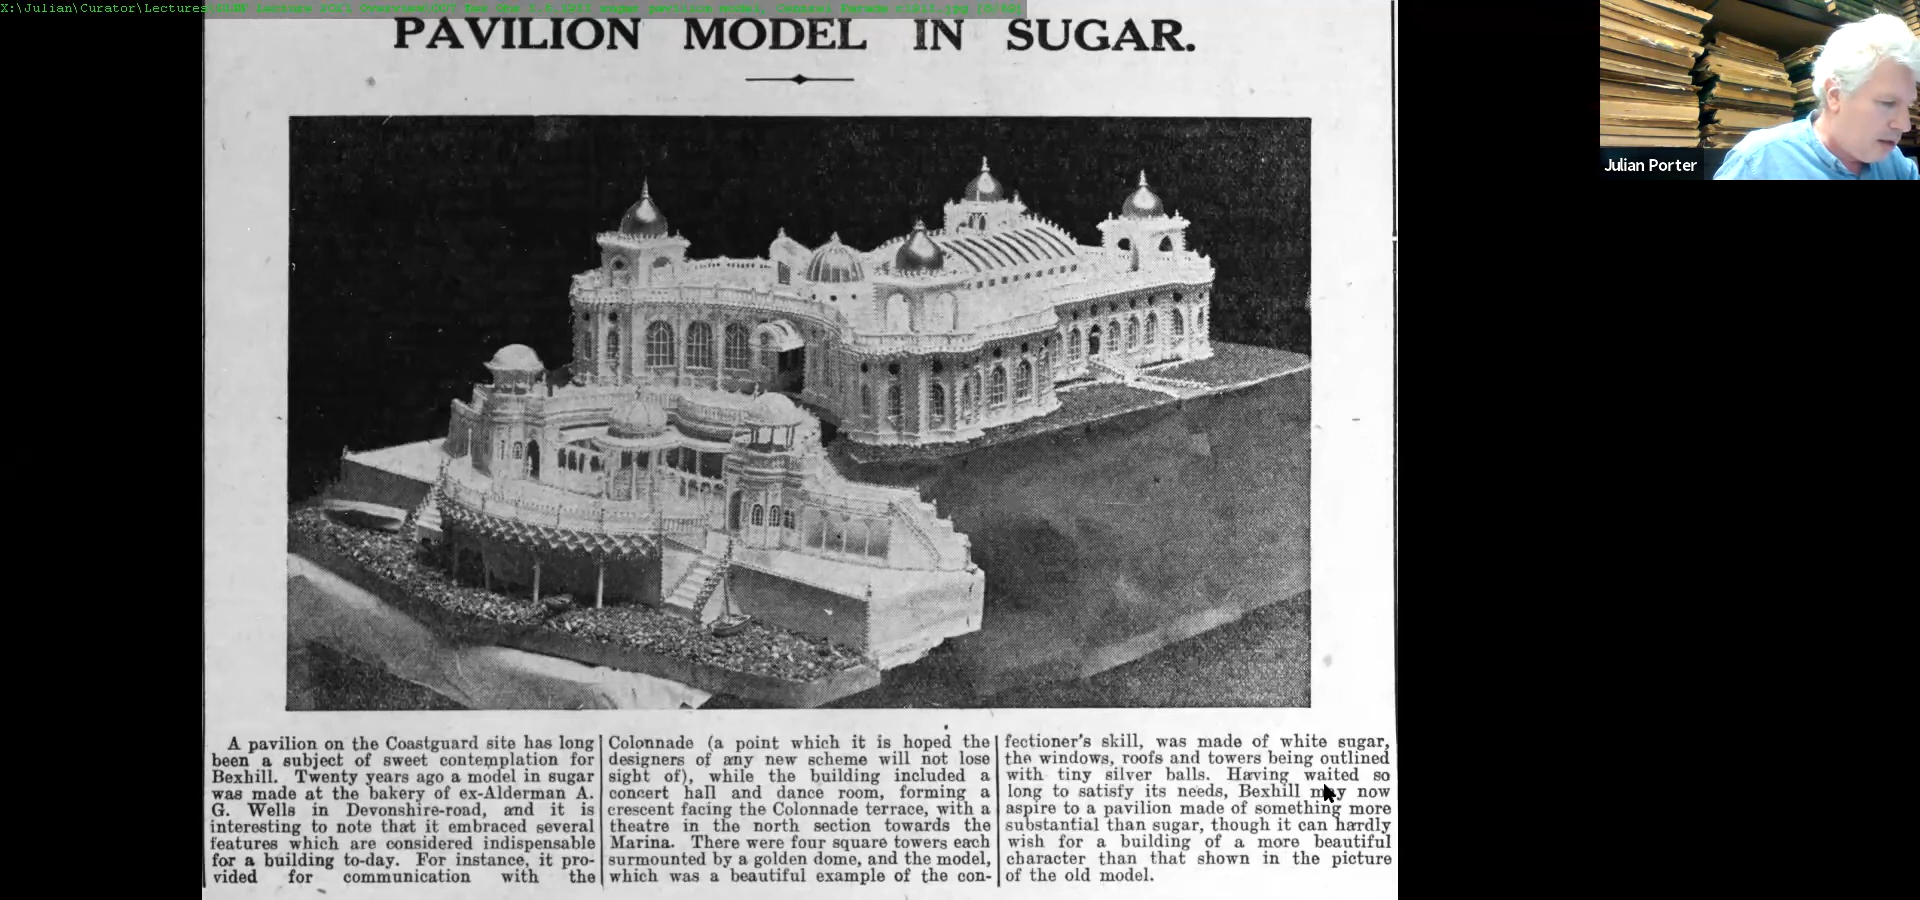 X:\Julian\Curator\Lectures
PAVILION MODEL IN SUGAR.
Julian Porter
A pavilion on the Coastguard site has long
been a subject of sweet contemplation for
Bexhill. Twenty years ago a model in sugar
was made at the bakery of ex-Alderman A.
G. Wells in Devonshire-road, and it is
interesting to note that it embraced several
features which are considered indispensable
for a building to-day. For instance, it pro-
vided for communication with the
Colonnade (a point which it is hoped the
designers of any new scheme will not lose
sight of), while the building included a
concert hall and dance room, forming a
crescent facing the Colonnade terrace, with a
theatre in the north section towards the
Marina. There were four square towers each
surmounted by a golden dome, and the model,
which was a beautiful example of the con-
fectioner's skill, was made of white sugar,
the windows, roofs and towers being outlined
with tiny silver balls. Having waited so
long to satisfy its needs, Bexhill may now
aspire to a pavilion made of something more
substantial than sugar, though it can hardly
wish for a building of a more beautiful
character than that shown in the picture
of the old model.